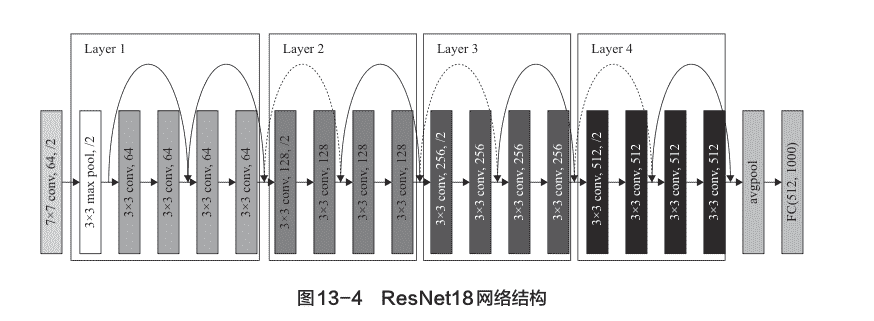 Layer 1
Layer 2
Layer 3
Layer 4
7×7 conv, 64, /2
3×3 max pool, /2
3×3 conv, 64
3×3 conv, 64
3×3 conv, 64
3×3 conv, 64
3×3 conv, 128, /2
3×3 conv, 128
3×3 conv, 128
3×3 conv, 128
3×3 conv, 256, /2
3×3 conv, 256
3×3 conv, 256
3×3 conv, 256
3×3 conv, 512, /2
3×3 conv, 512
3×3 conv, 512
3×3 conv, 512
avgpool
FC(512, 1000)
图13-4 ResNet18网络结构